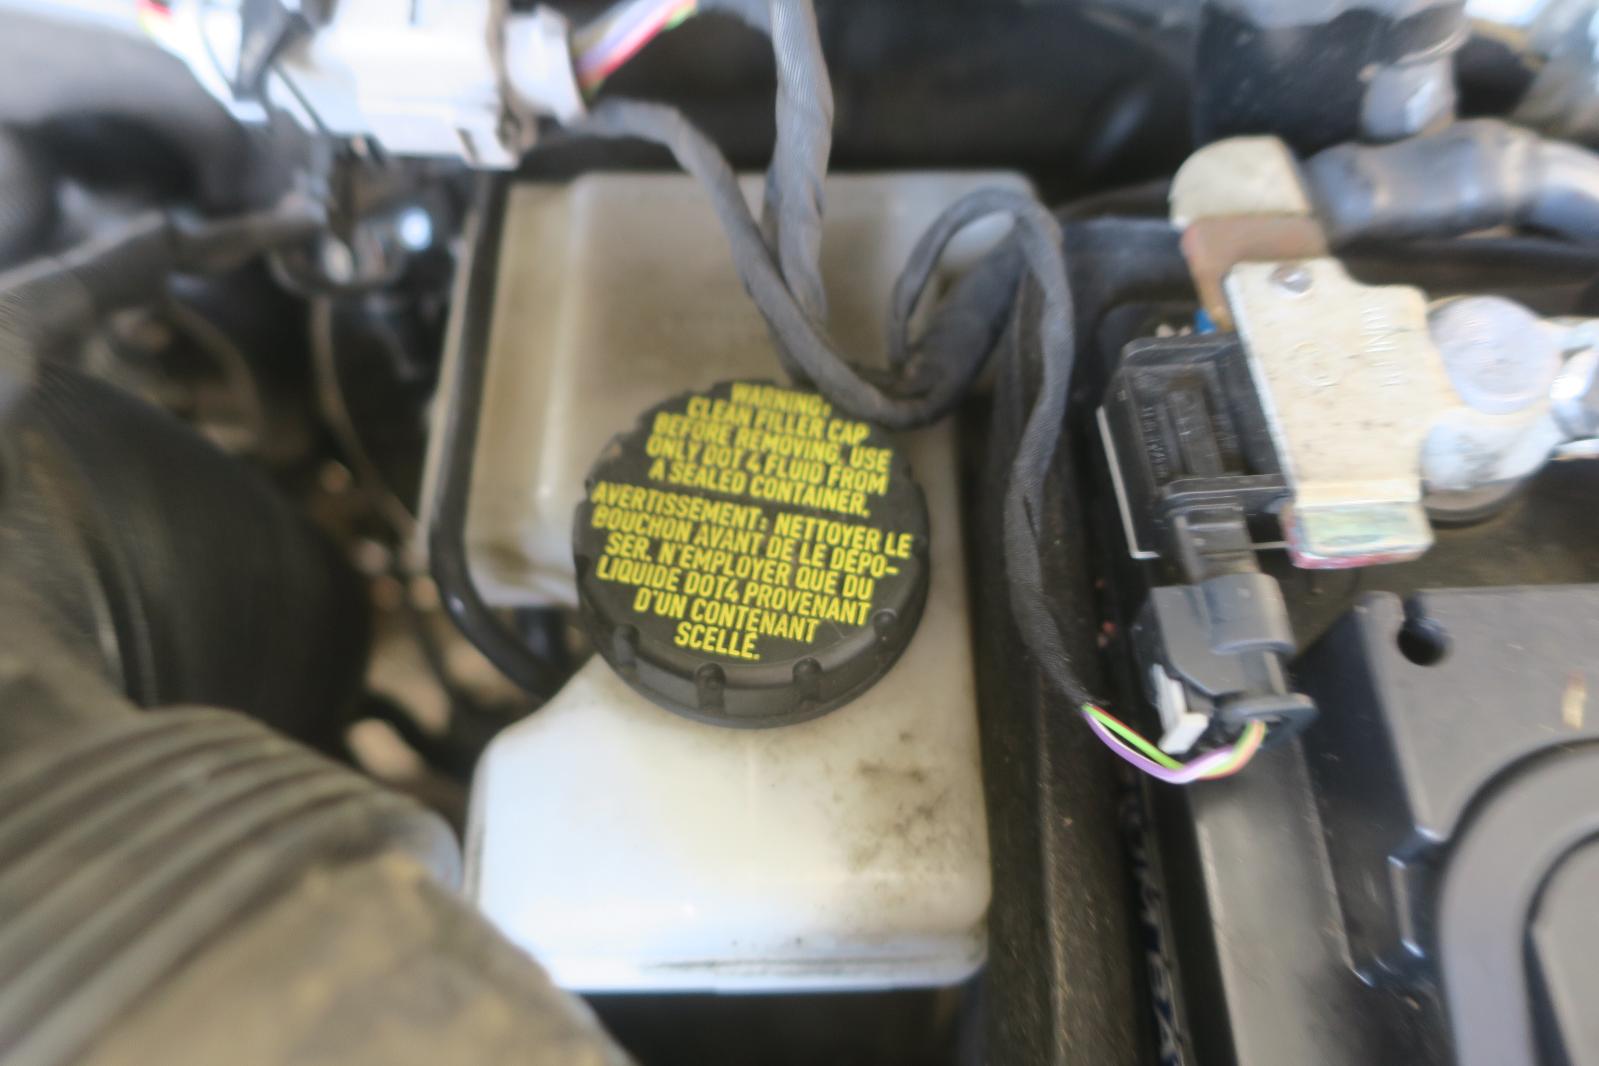 WARNING:
CLEAN FILLER CAP
BEFORE REMOVING. USE
ONLY DOT 4 FLUID FROM
A SEALED CONTAINER.
AVERTISSEMENT: NETTOYER LE
BOUCHON AVANT DE LE DÉPO-
SER. N'EMPLOYER QUE DU
LIQUIDE DOT4 PROVENANT
D'UN CONTENANT
SCELLÉ.